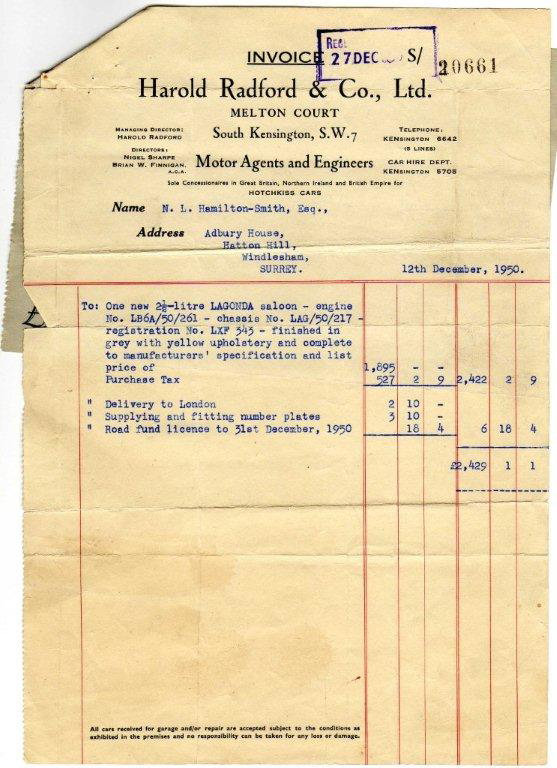 INVOICE
27 DEC S/
20661
Harold Radford & Co., Ltd.
MELTON COURT
MANAGING DIRECTOR:
HAROLD RADFORD
DIRECTORS:
NIGEL SHARPE
BRIAN W. FINNIGAN.
A.C.A.
South Kensington, S.W.7
TELEPHONE:
KENSINGTON 6642
(5 LINES)
Motor Agents and Engineers
CAR HIRE DEPT.
KENSINGTON 5705
Sole Concessionaires in Great Britain, Northern Ireland and British Empire for
HOTCHKISS CARS
Name N. L. Hamilton-Smith, Esq.,
Address Adbury House,
Hatton Hill,
Windlesham,
SURREY. 12th December, 1950.
To: One new 2½-litre LAGONDA saloon - engine
No. LB6A/50/261 - chassis No. LAG/50/217 -
registration No. LXF 545 - finished in
grey with yellow upholstery and complete
to manufacturers' specification and list
price of 1,895 - -
Purchase Tax 527 2 9 2,422 2 9
" Delivery to London 2 10 -
" Supplying and fitting number plates 3 10 -
" Road fund licence to 31st December, 1950 18 4 6 18 4
£2,429 1 1
All cars received for garage and/or repair are accepted subject to the conditions as
exhibited in the premises and no responsibility can be taken for any loss or damage.